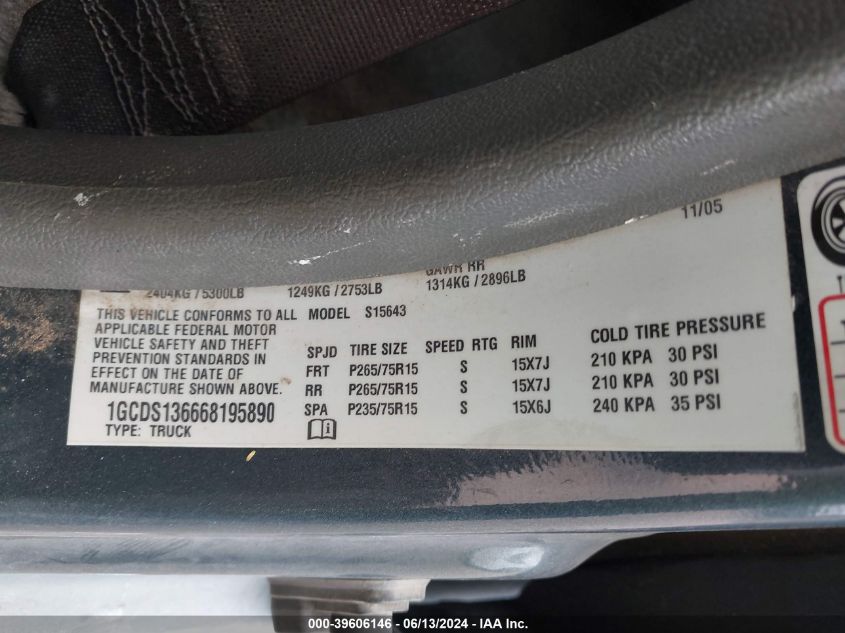 11/05
GAWR RR
2404KG / 5300LB 1249KG / 2753LB 1314KG / 2896LB
THIS VEHICLE CONFORMS TO ALL MODEL S15643
APPLICABLE FEDERAL MOTOR
VEHICLE SAFETY AND THEFT
PREVENTION STANDARDS IN
EFFECT ON THE DATE OF
MANUFACTURE SHOWN ABOVE.
1GCDS136668195890
TYPE: TRUCK
SPJD TIRE SIZE SPEED RTG RIM COLD TIRE PRESSURE
FRT P265/75R15 S 15X7J 210 KPA 30 PSI
RR P265/75R15 S 15X7J 210 KPA 30 PSI
SPA P235/75R15 S 15X6J 240 KPA 35 PSI
000-39606146 - 06/13/2024 - IAA Inc.